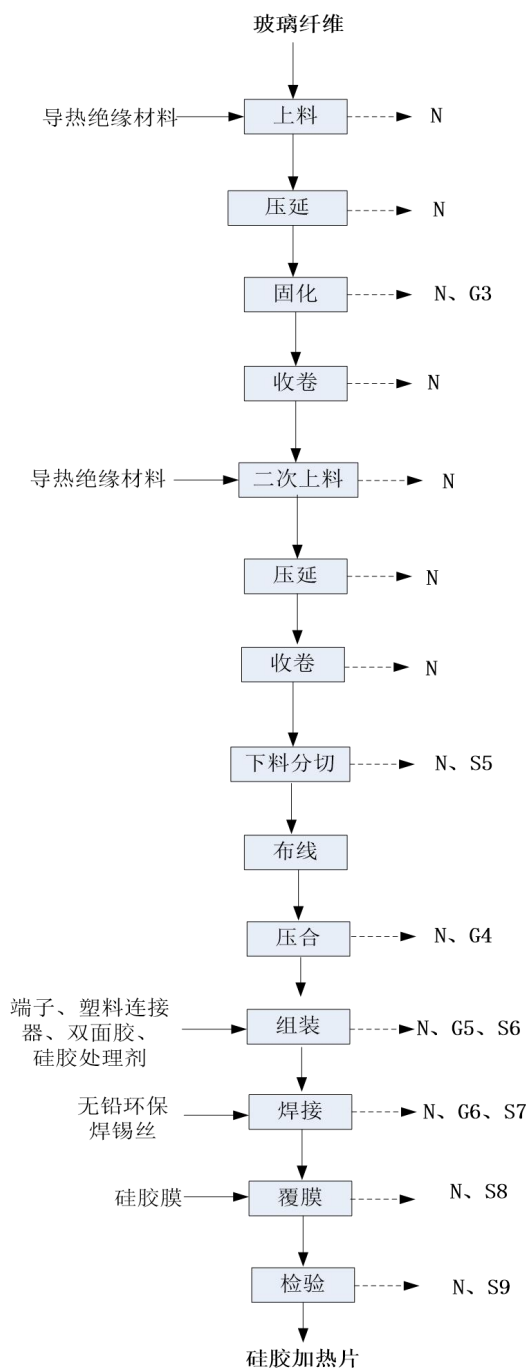 玻璃纤维
导热绝缘材料
上料
N
压延
N
固化
N、G3
收卷
N
导热绝缘材料
二次上料
N
压延
N
收卷
N
下料分切
N、S5
布线
压合
N、G4
端子、塑料连接
器、双面胶、
硅胶处理剂
组装
N、G5、S6
无铅环保
焊锡丝
焊接
N、G6、S7
硅胶膜
覆膜
N、S8
检验
N、S9
硅胶加热片